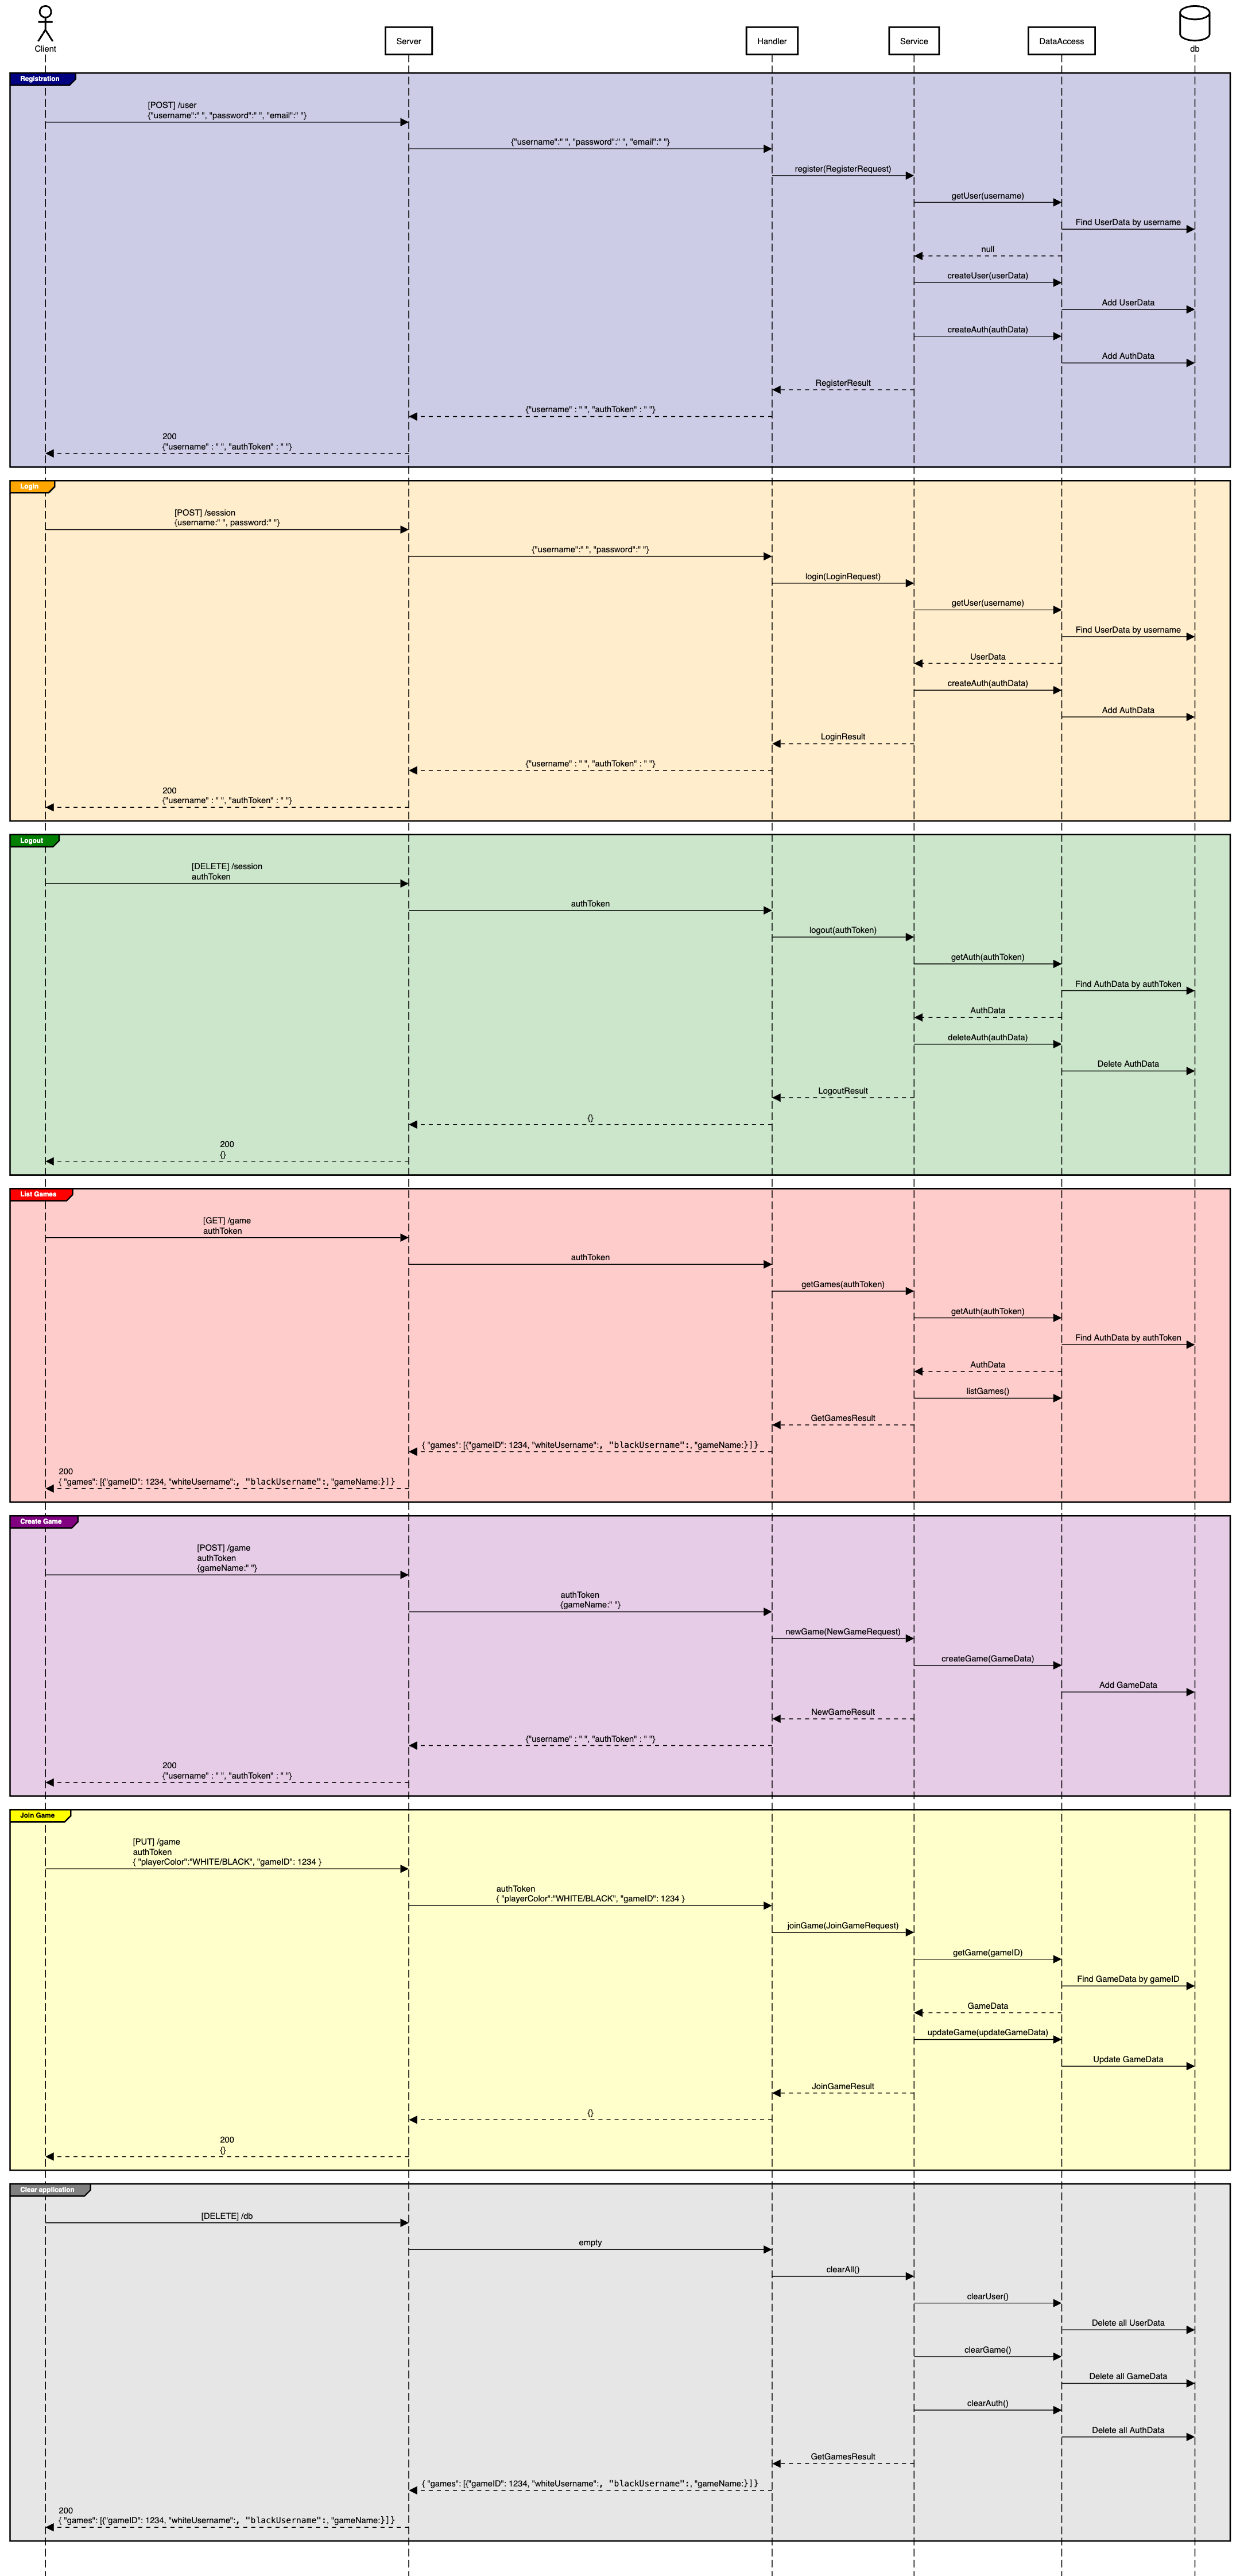 Client
Server
Handler
Service
DataAccess
db
Registration
[POST] /user
{"username":" ", "password":" ", "email":" "}
{"username":" ", "password":" ", "email":" "}
register(RegisterRequest)
getUser(username)
Find UserData by username
null
createUser(userData)
Add UserData
createAuth(authData)
Add AuthData
RegisterResult
{"username" : " ", "authToken" : " "}
200
{"username" : " ", "authToken" : " "}
Login
[POST] /session
{username:" ", password:" "}
{"username":" ", "password":" "}
login(LoginRequest)
getUser(username)
Find UserData by username
UserData
createAuth(authData)
Add AuthData
LoginResult
{"username" : " ", "authToken" : " "}
200
{"username" : " ", "authToken" : " "}
Logout
[DELETE] /session
authToken
authToken
logout(authToken)
getAuth(authToken)
Find AuthData by authToken
AuthData
deleteAuth(authData)
Delete AuthData
LogoutResult
{}
200
{}
List Games
[GET] /game
authToken
authToken
getGames(authToken)
getAuth(authToken)
Find AuthData by authToken
AuthData
listGames()
GetGamesResult
{ "games": [{"gameID": 1234, "whiteUsername":, "blackUsername":, "gameName:}]}
200
{ "games": [{"gameID": 1234, "whiteUsername":, "blackUsername":, "gameName:}]}
Create Game
[POST] /game
authToken
{gameName:" "}
authToken
{gameName:" "}
newGame(NewGameRequest)
createGame(GameData)
Add GameData
NewGameResult
{"username" : " ", "authToken" : " "}
200
{"username" : " ", "authToken" : " "}
Join Game
[PUT] /game
authToken
{ "playerColor":"WHITE/BLACK", "gameID": 1234 }
authToken
{ "playerColor":"WHITE/BLACK", "gameID": 1234 }
joinGame(JoinGameRequest)
getGame(gameID)
Find GameData by gameID
GameData
updateGame(updateGameData)
Update GameData
JoinGameResult
{}
200
{}
Clear application
[DELETE] /db
empty
clearAll()
clearUser()
Delete all UserData
clearGame()
Delete all GameData
clearAuth()
Delete all AuthData
GetGamesResult
{ "games": [{"gameID": 1234, "whiteUsername":, "blackUsername":, "gameName:}]}
200
{ "games": [{"gameID": 1234, "whiteUsername":, "blackUsername":, "gameName:}]}